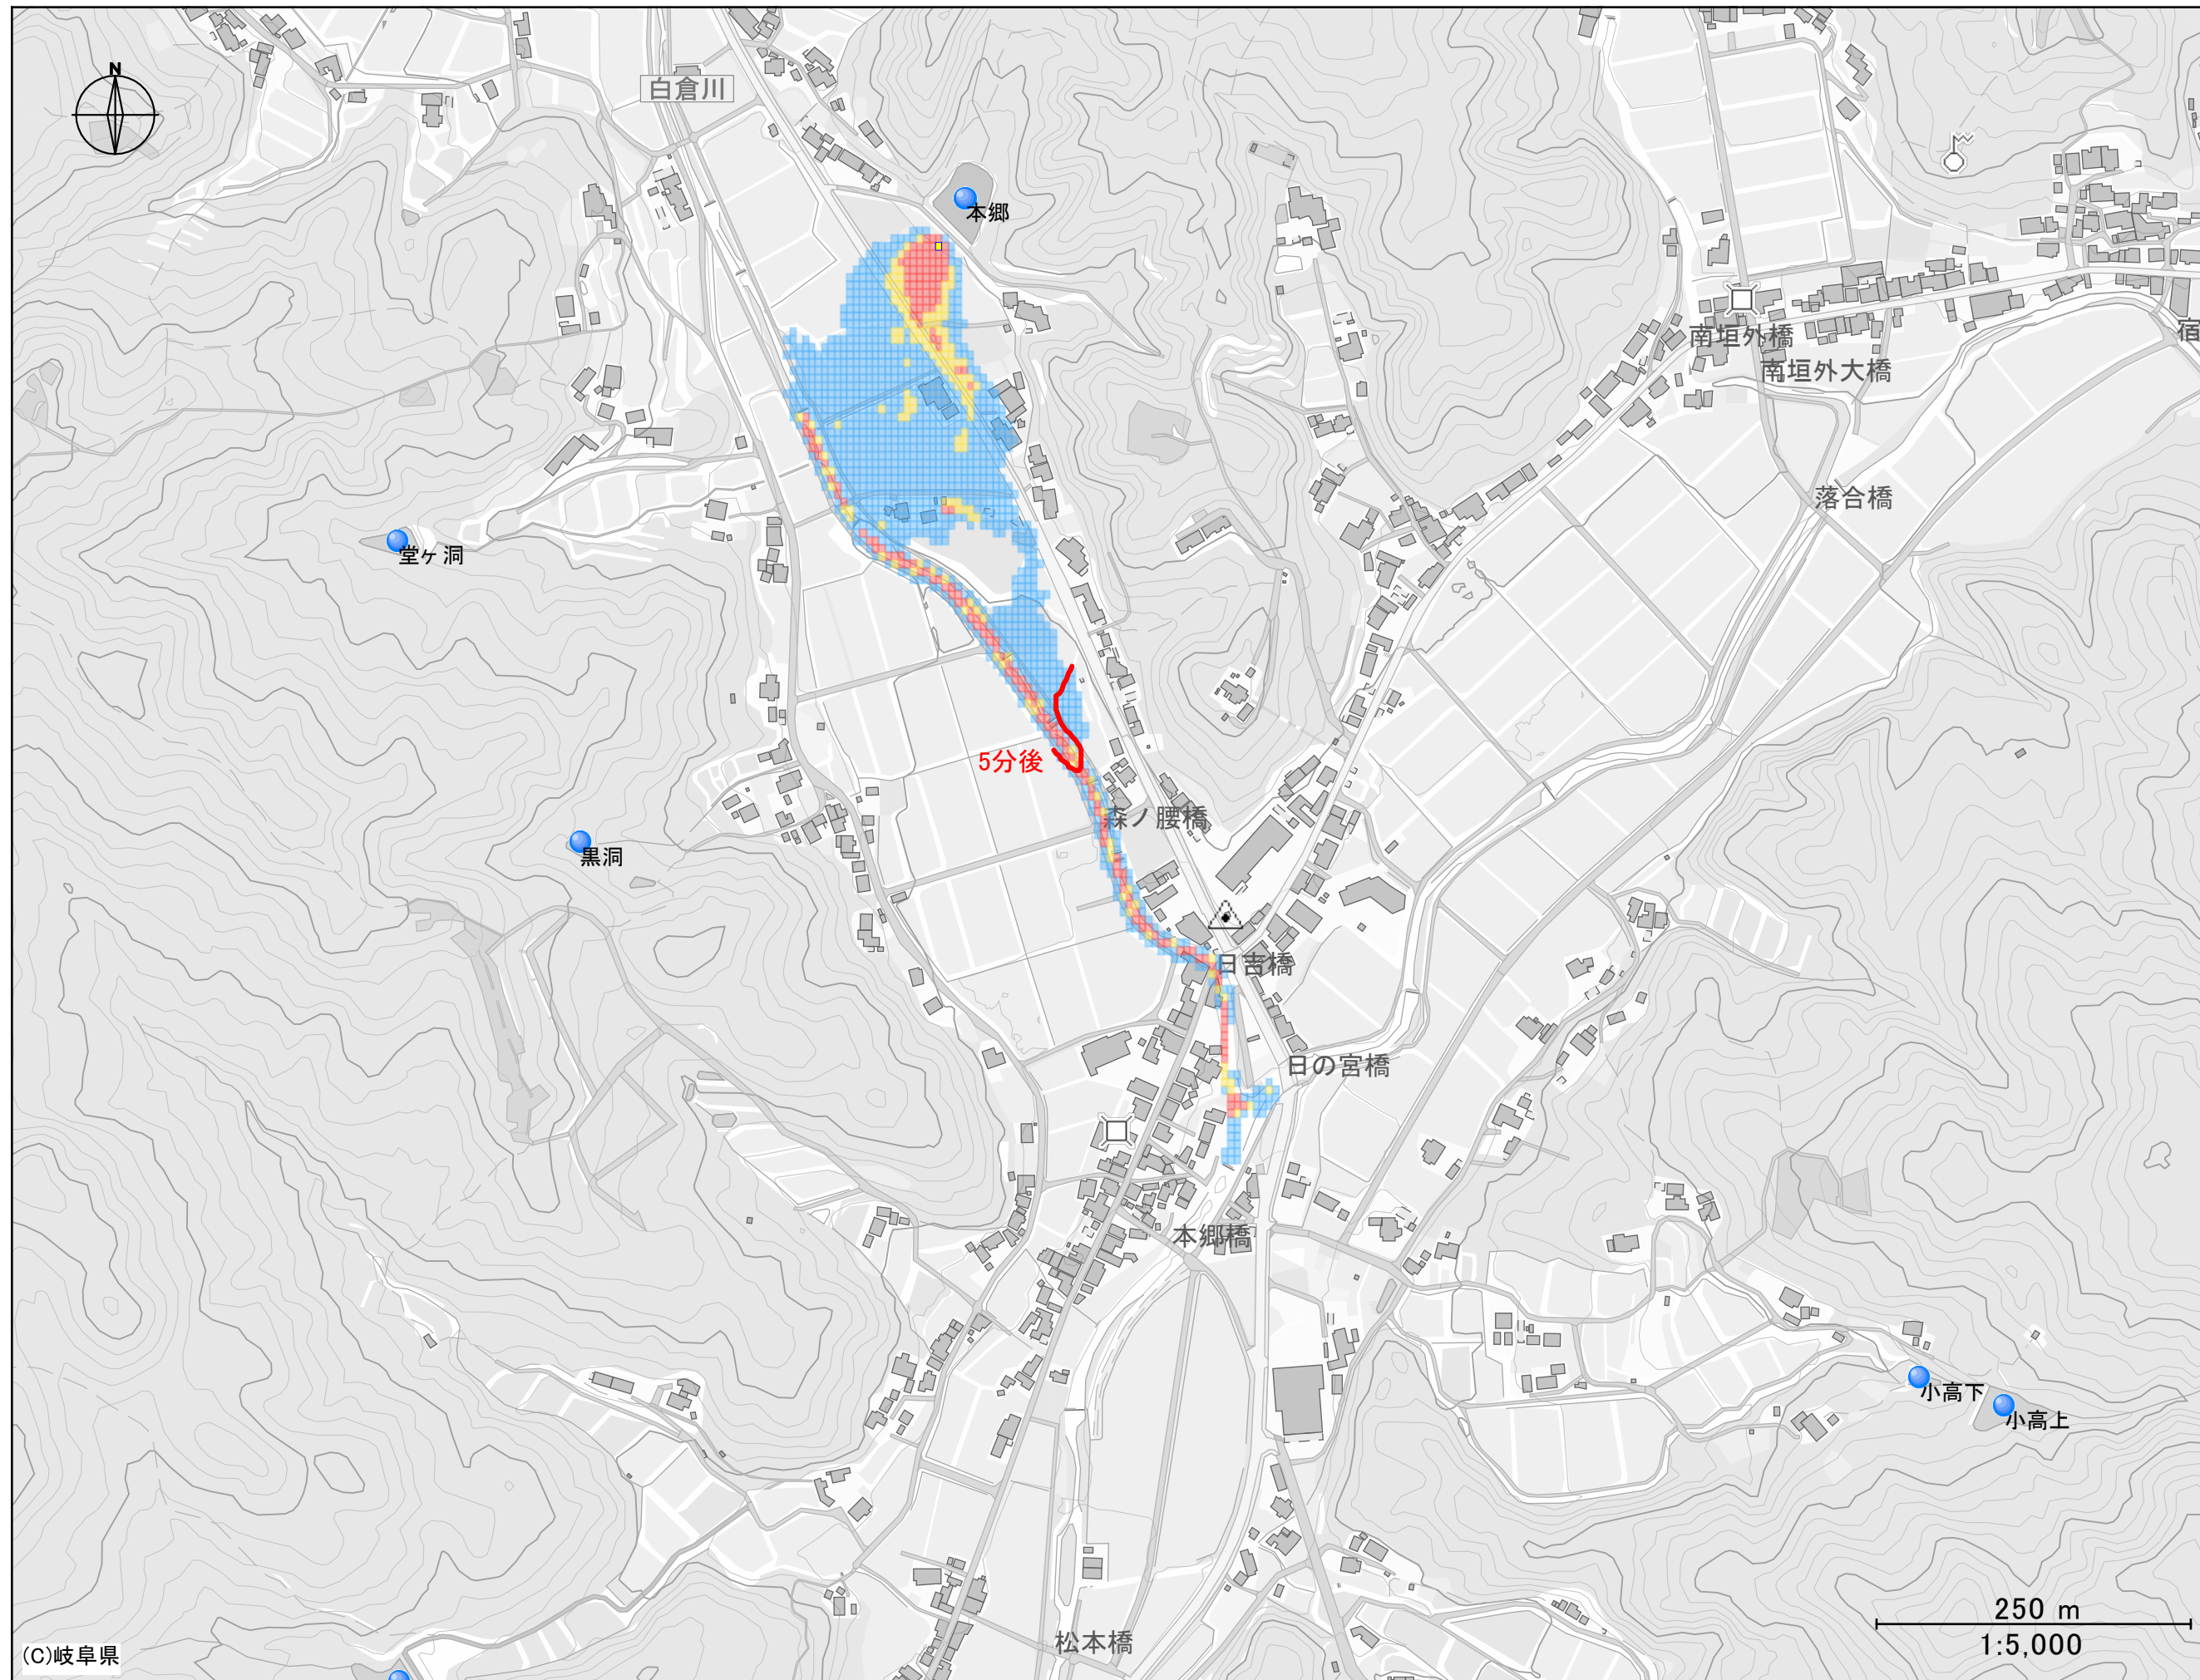 N
白倉川
本郷
南垣外橋
宿
南垣外大橋
落合橋
堂ヶ洞
5分後
森ノ腰橋
黒洞
日吉橋
日の宮橋
本郷橋
小高下
小高上
250 m
1:5,000
松本橋
(C)岐阜県